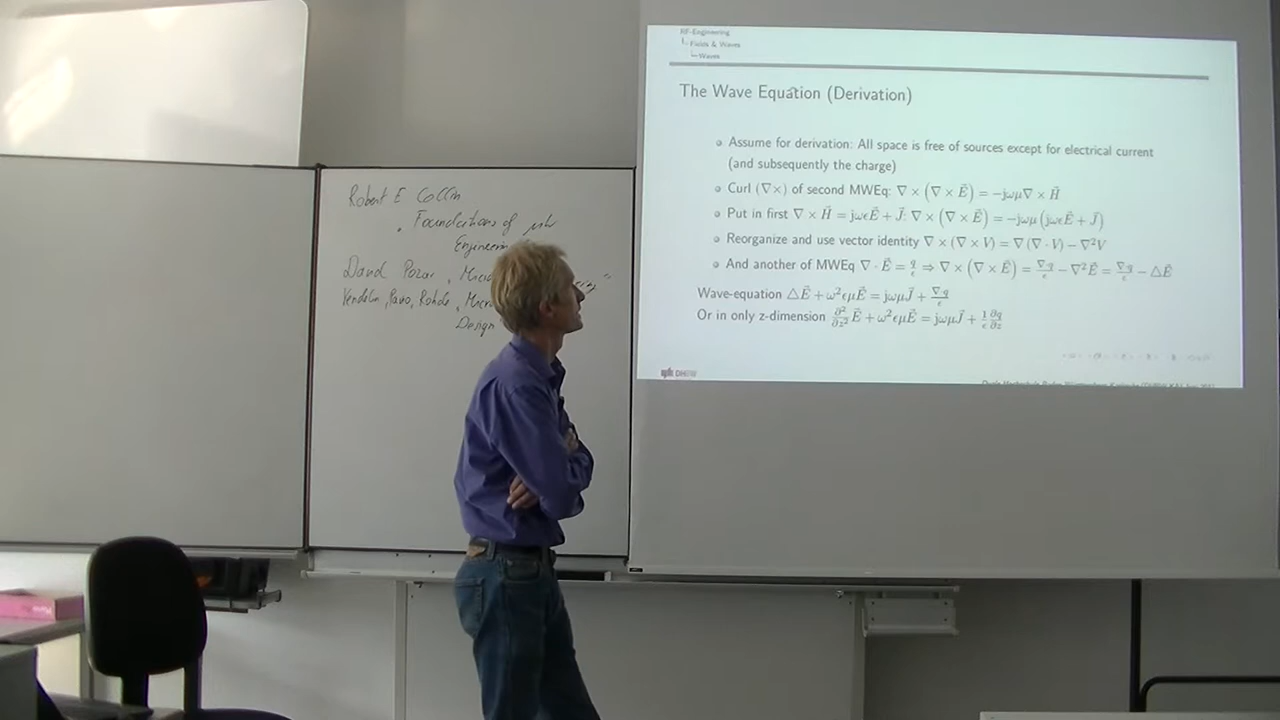 Robert E Collin
Foundations of
Engineering
David Pozar,
Vendelin, Pavio, Rohde,
Design
RF-Engineering
Fields & Waves
Waves
The Wave Equation (Derivation)
Assume for derivation: All space is free of sources except for electrical current
(and subsequently the charge)
Curl (∇×) of second MWEq: ∇ × (∇ × E⃗) = −jωμ∇ × H⃗
Put in first ∇ × H⃗ = jωϵE⃗ + J⃗: ∇ × (∇ × E⃗) = −jωμ(jωϵE⃗ + J⃗)
Reorganize and use vector identity ∇ × (∇ × V) = ∇(∇ · V) − ∇²V
And another of MWEq ∇ · E⃗ = q/ϵ ⇒ ∇ × (∇ × E⃗) = ∇q/ϵ − ∇²E⃗ = ∇q/ϵ − △E⃗
Wave-equation △E⃗ + ω²ϵμE⃗ = jωμJ⃗ + ∇q/ϵ
Or in only z-dimension ∂²/∂z² E⃗ + ω²ϵμE⃗ = jωμJ⃗ + 1/ϵ ∂q/∂z
DHBW